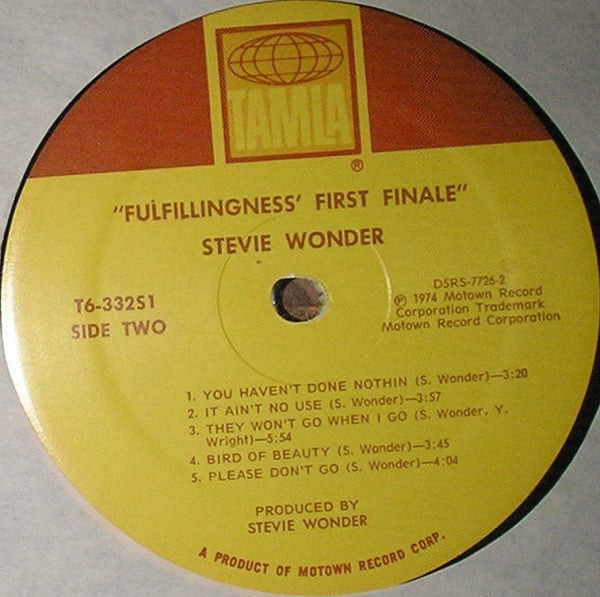 TAMLA
®
"FULFILLINGNESS' FIRST FINALE"
STEVIE WONDER
T6-332S1
SIDE TWO
DSRS-7726-2
℗ 1974 Motown Record
Corporation Trademark
Motown Record Corporation
1. YOU HAVEN'T DONE NOTHIN (S. Wonder)—3:20
2. IT AIN'T NO USE (S. Wonder)—3:57
3. THEY WON'T GO WHEN I GO (S. Wonder, Y.
Wright)—5:54
4. BIRD OF BEAUTY (S. Wonder)—3:45
5. PLEASE DON'T GO (S. Wonder)—4:04
PRODUCED BY
STEVIE WONDER
A PRODUCT OF MOTOWN RECORD CORP.